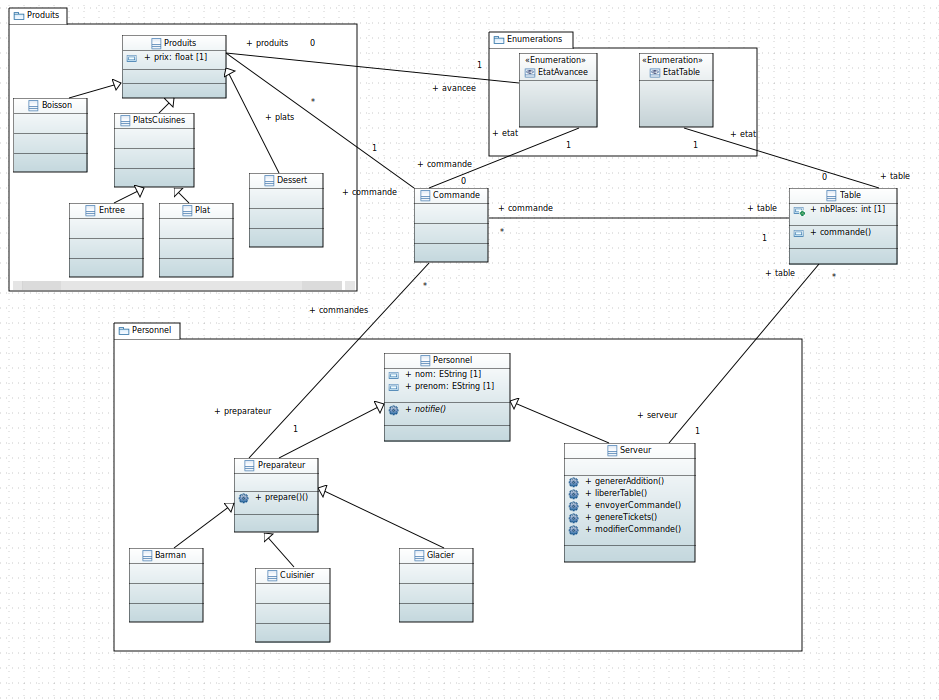 Produits
Produits
+ prix: float [1]
+ produits 0
1
+ avancee
Enumerations
«Enumeration»
EtatAvancee
«Enumeration»
EtatTable
Boisson
PlatsCuisines
+ plats
*
1
+ commande
Dessert
Entree
Plat
+ etat
1
+ commande
0
1
+ etat
0
+ table
Commande
+ commande
*
+ table
1
Table
+ nbPlaces: int [1]
+ commande()
+ table
*
*
+ commandes
Personnel
Personnel
+ nom: EString [1]
+ prenom: EString [1]
+ notifie()
+ preparateur
1
+ serveur
1
Preparateur
+ prepare()()
Serveur
+ genererAddition()
+ libererTable()
+ envoyerCommande()
+ genereTickets()
+ modifierCommande()
Barman
Cuisinier
Glacier